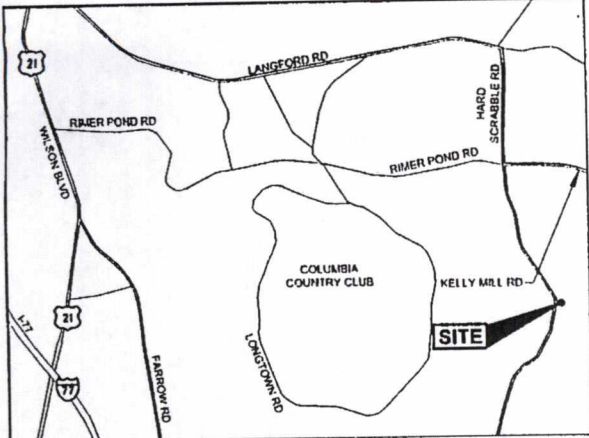 21
LANGFORD RD
HARD
SCRABBLE RD
WILSON BLVD
RIMER POND RD
RIMER POND RD
COLUMBIA
COUNTRY CLUB
KELLY MILL RD
21
SITE
I-77
77
FARROW RD
LONGTOWN RD